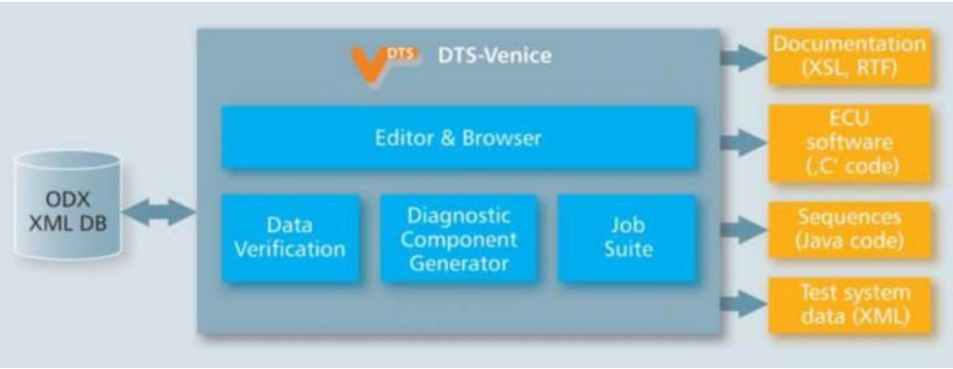 DTS DTS-Venice
Documentation
(XSL, RTF)
Editor & Browser
ECU
software
(‚C' code)
ODX
XML DB
Data
Verification
Diagnostic
Component
Generator
Job
Suite
Sequences
(Java code)
Test system
data (XML)